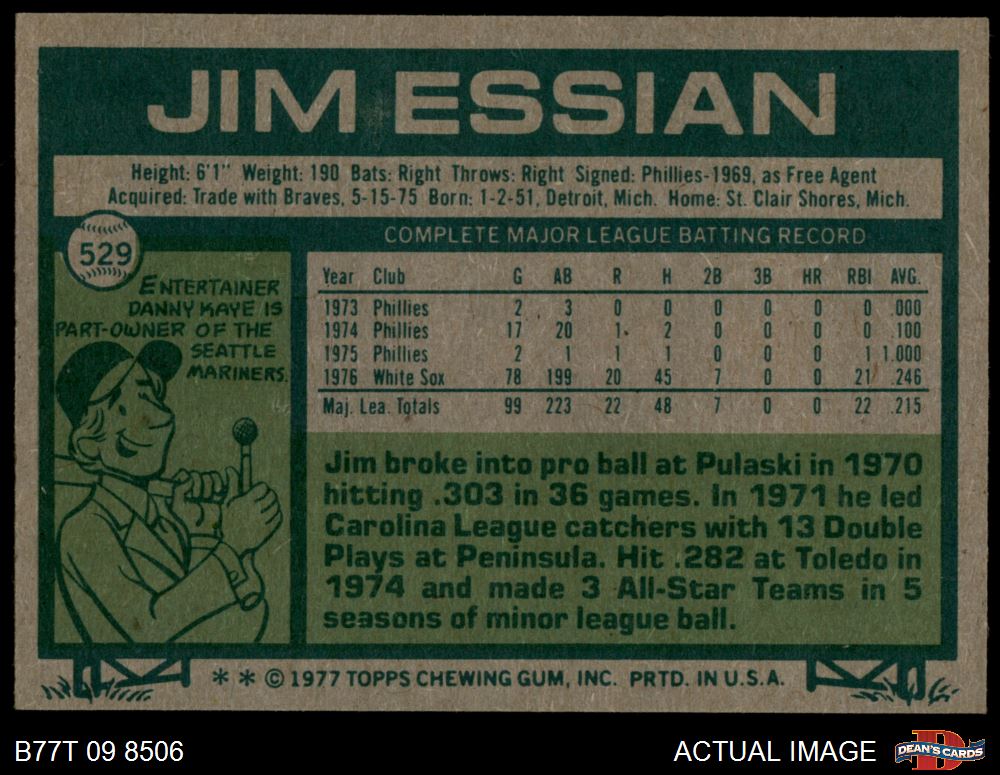 JIM ESSIAN
Height: 6'1" Weight: 190 Bats: Right Throws: Right Signed: Phillies-1969, as Free Agent
Acquired: Trade with Braves, 5-15-75 Born: 1-2-51, Detroit, Mich. Home: St. Clair Shores, Mich.
529
ENTERTAINER
DANNY KAYE IS
PART-OWNER OF THE
SEATTLE
MARINERS.
COMPLETE MAJOR LEAGUE BATTING RECORD
Year Club G AB R H 2B 3B HR RBI AVG.
1973 Phillies 2 3 0 0 0 0 0 0 .000
1974 Phillies 17 20 1 2 0 0 0 0 .100
1975 Phillies 2 1 1 1 0 0 0 1 1.000
1976 White Sox 78 199 20 45 7 0 0 21 .246
Maj. Lea. Totals 99 223 22 48 7 0 0 22 .215
Jim broke into pro ball at Pulaski in 1970
hitting .303 in 36 games. In 1971 he led
Carolina League catchers with 13 Double
Plays at Peninsula. Hit .282 at Toledo in
1974 and made 3 All-Star Teams in 5
seasons of minor league ball.
* * © 1977 TOPPS CHEWING GUM, INC. PRTD. IN U.S.A.
B77T 09 8506
ACTUAL IMAGE
D
DEAN'S CARDS